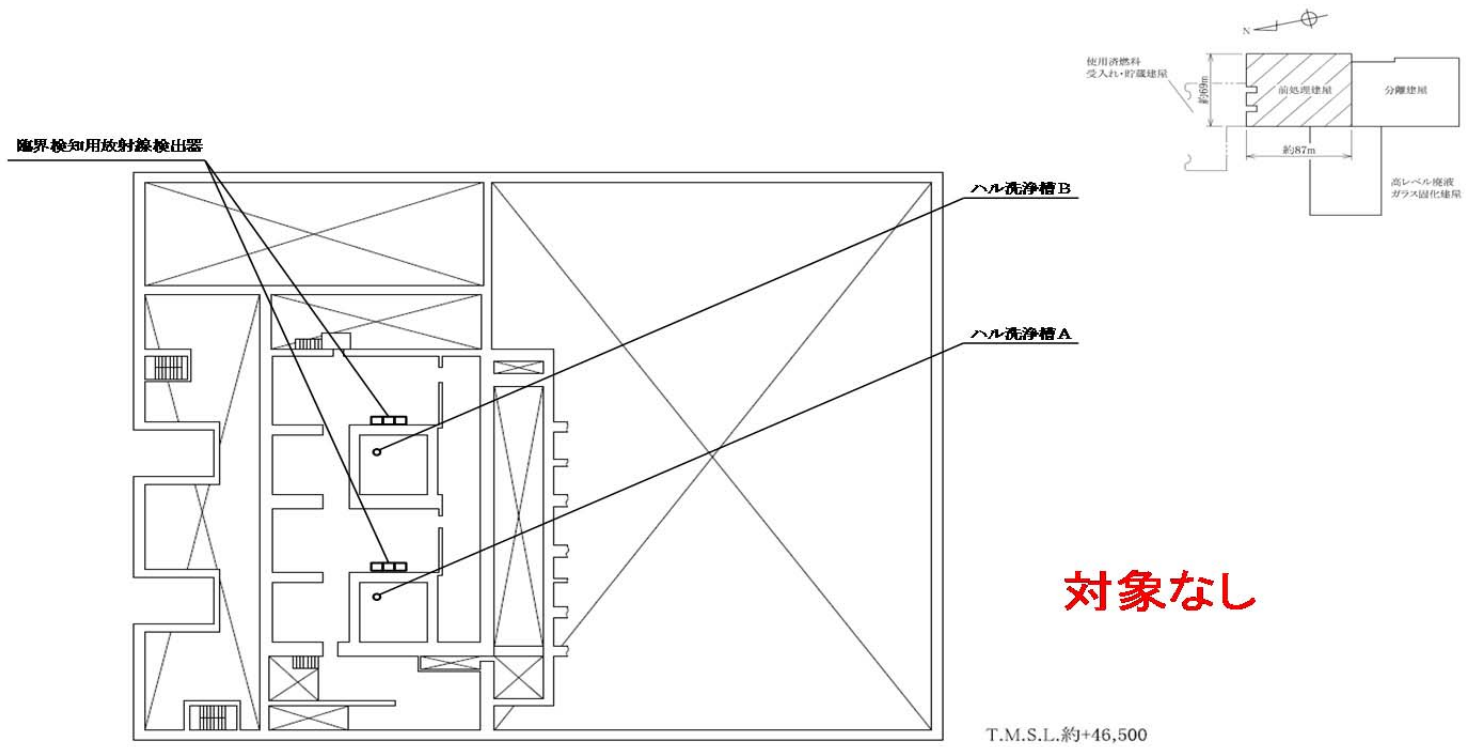 N
使用済燃料
受入れ・貯蔵建屋
約69m
前処理建屋
分離建屋
約87m
高レベル廃液
ガラス固化建屋
臨界検知用放射線検出器
ハル洗浄槽B
ハル洗浄槽A
対象なし
T.M.S.L.約+46,500